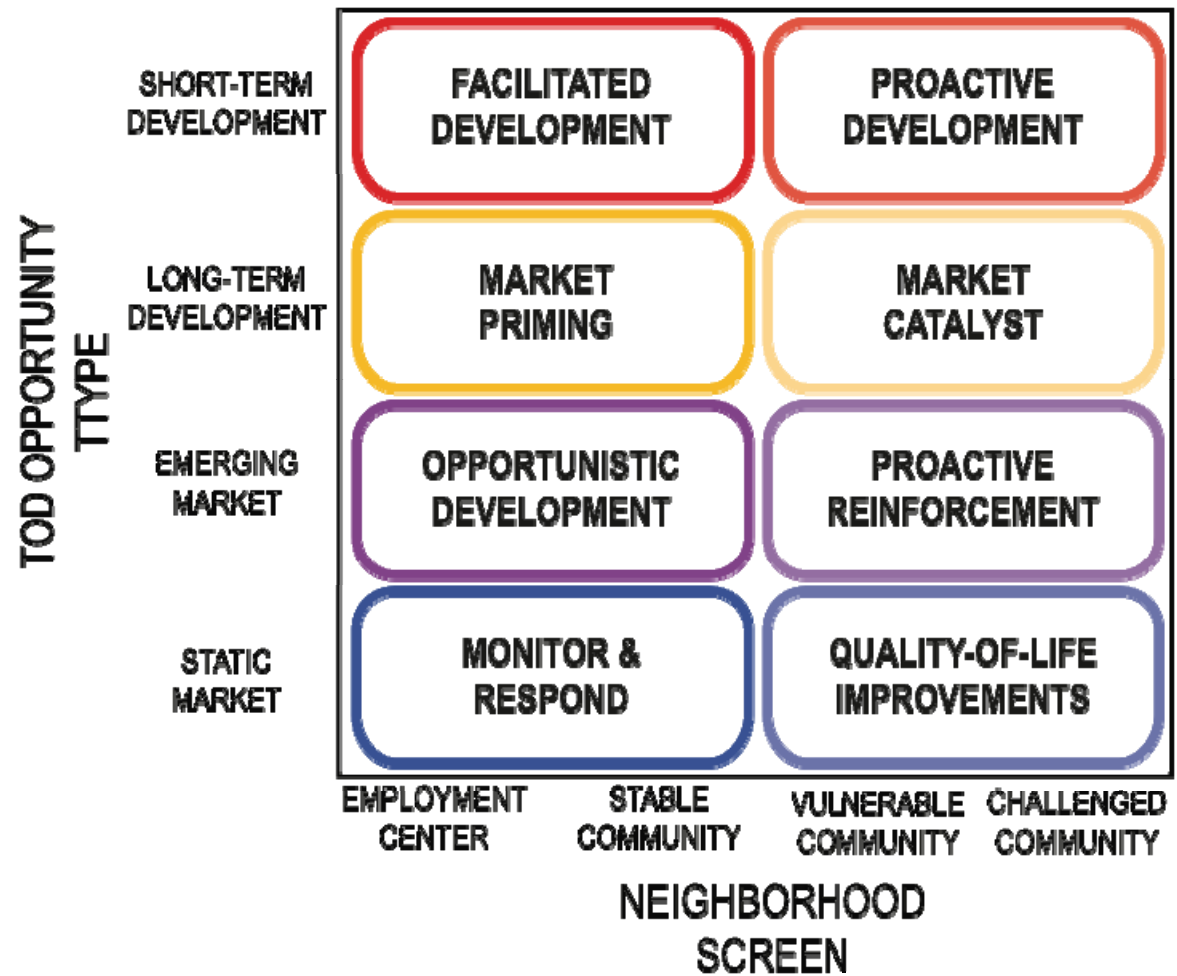 TOD OPPORTUNITY
TTYPE
SHORT-TERM
DEVELOPMENT
FACILITATED
DEVELOPMENT
PROACTIVE
DEVELOPMENT
LONG-TERM
DEVELOPMENT
MARKET
PRIMING
MARKET
CATALYST
EMERGING
MARKET
OPPORTUNISTIC
DEVELOPMENT
PROACTIVE
REINFORCEMENT
STATIC
MARKET
MONITOR &
RESPOND
QUALITY-OF-LIFE
IMPROVEMENTS
EMPLOYMENT
CENTER
STABLE
COMMUNITY
VULNERABLE
COMMUNITY
CHALLENGED
COMMUNITY
NEIGHBORHOOD
SCREEN